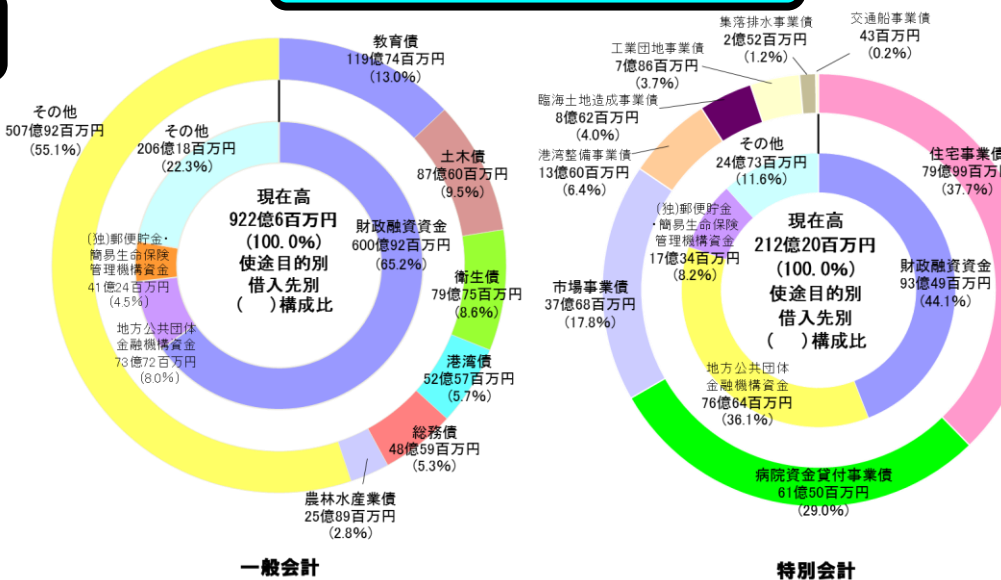 教育債
119億74百万円
(13.0%)
土木債
87億60百万円
(9.5%)
衛生債
79億75百万円
(8.6%)
港湾債
52億57百万円
(5.7%)
総務債
48億59百万円
(5.3%)
農林水産業債
25億89百万円
(2.8%)
その他
507億92百万円
(55.1%)
その他
206億18百万円
(22.3%)
(独)郵便貯金・
簡易生命保険
管理機構資金
41億24百万円
(4.5%)
地方公共団体
金融機構資金
73億72百万円
(8.0%)
財政融資資金
600億92百万円
(65.2%)
現在高
922億6百万円
(100.0%)
使途目的別
借入先別
(　)構成比
一般会計
交通船事業債
43百万円
(0.2%)
集落排水事業債
2億52百万円
(1.2%)
工業団地事業債
7億86百万円
(3.7%)
臨海土地造成事業債
8億62百万円
(4.0%)
港湾整備事業債
13億60百万円
(6.4%)
市場事業債
37億68百万円
(17.8%)
病院資金貸付事業債
61億50百万円
(29.0%)
住宅事業債
79億99百万円
(37.7%)
その他
24億73百万円
(11.6%)
(独)郵便貯金
・簡易生命保険
管理機構資金
17億34百万円
(8.2%)
地方公共団体
金融機構資金
76億64百万円
(36.1%)
財政融資資金
93億49百万円
(44.1%)
現在高
212億20百万円
(100.0%)
使途目的別
借入先別
(　)構成比
特別会計